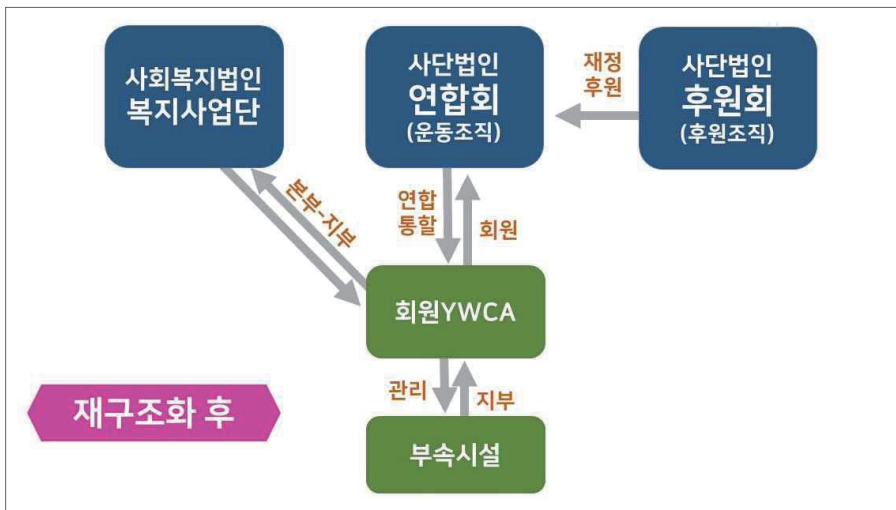 사회복지법인
복지사업단
사단법인
연합회
(운동조직)
재정
후원
사단법인
후원회
(후원조직)
본부-지부
연합
통할
회원
회원YWCA
관리
지부
재구조화 후
부속시설